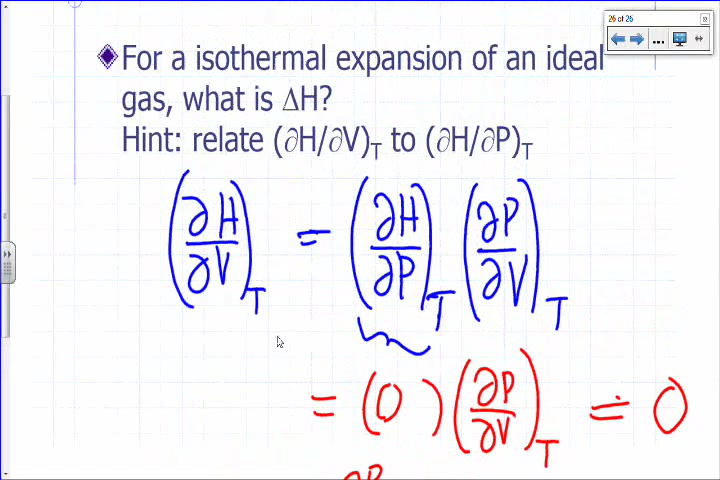 26 of 26
For a isothermal expansion of an ideal
gas, what is ΔH?
Hint: relate (∂H/∂V)T to (∂H/∂P)T
(∂H/∂V)T = (∂H/∂P)T (∂P/∂V)T
= (0) (∂P/∂V)T = 0
∂P